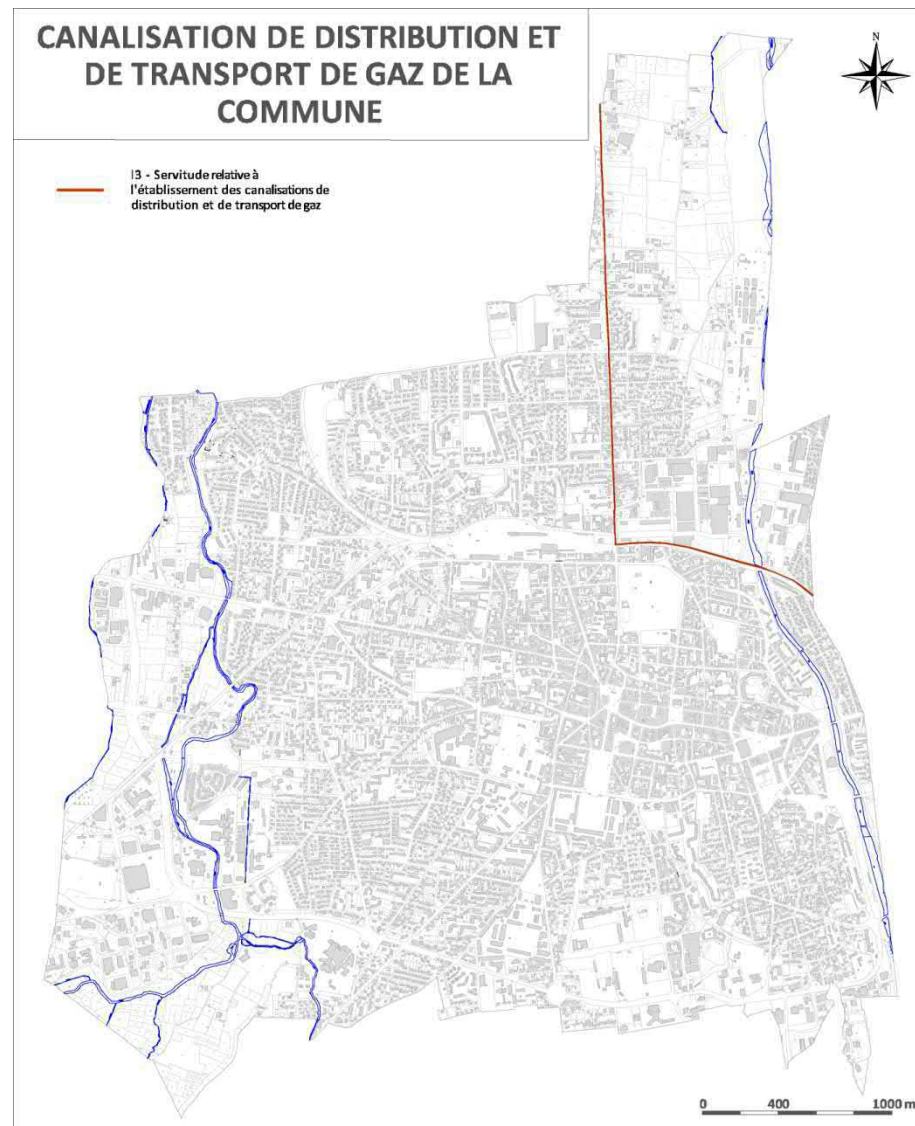 CANALISATION DE DISTRIBUTION ET
DE TRANSPORT DE GAZ DE LA
COMMUNE
N
I3 - Servitude relative à
l'établissement des canalisations de
distribution et de transport de gaz
0 400 1000 m